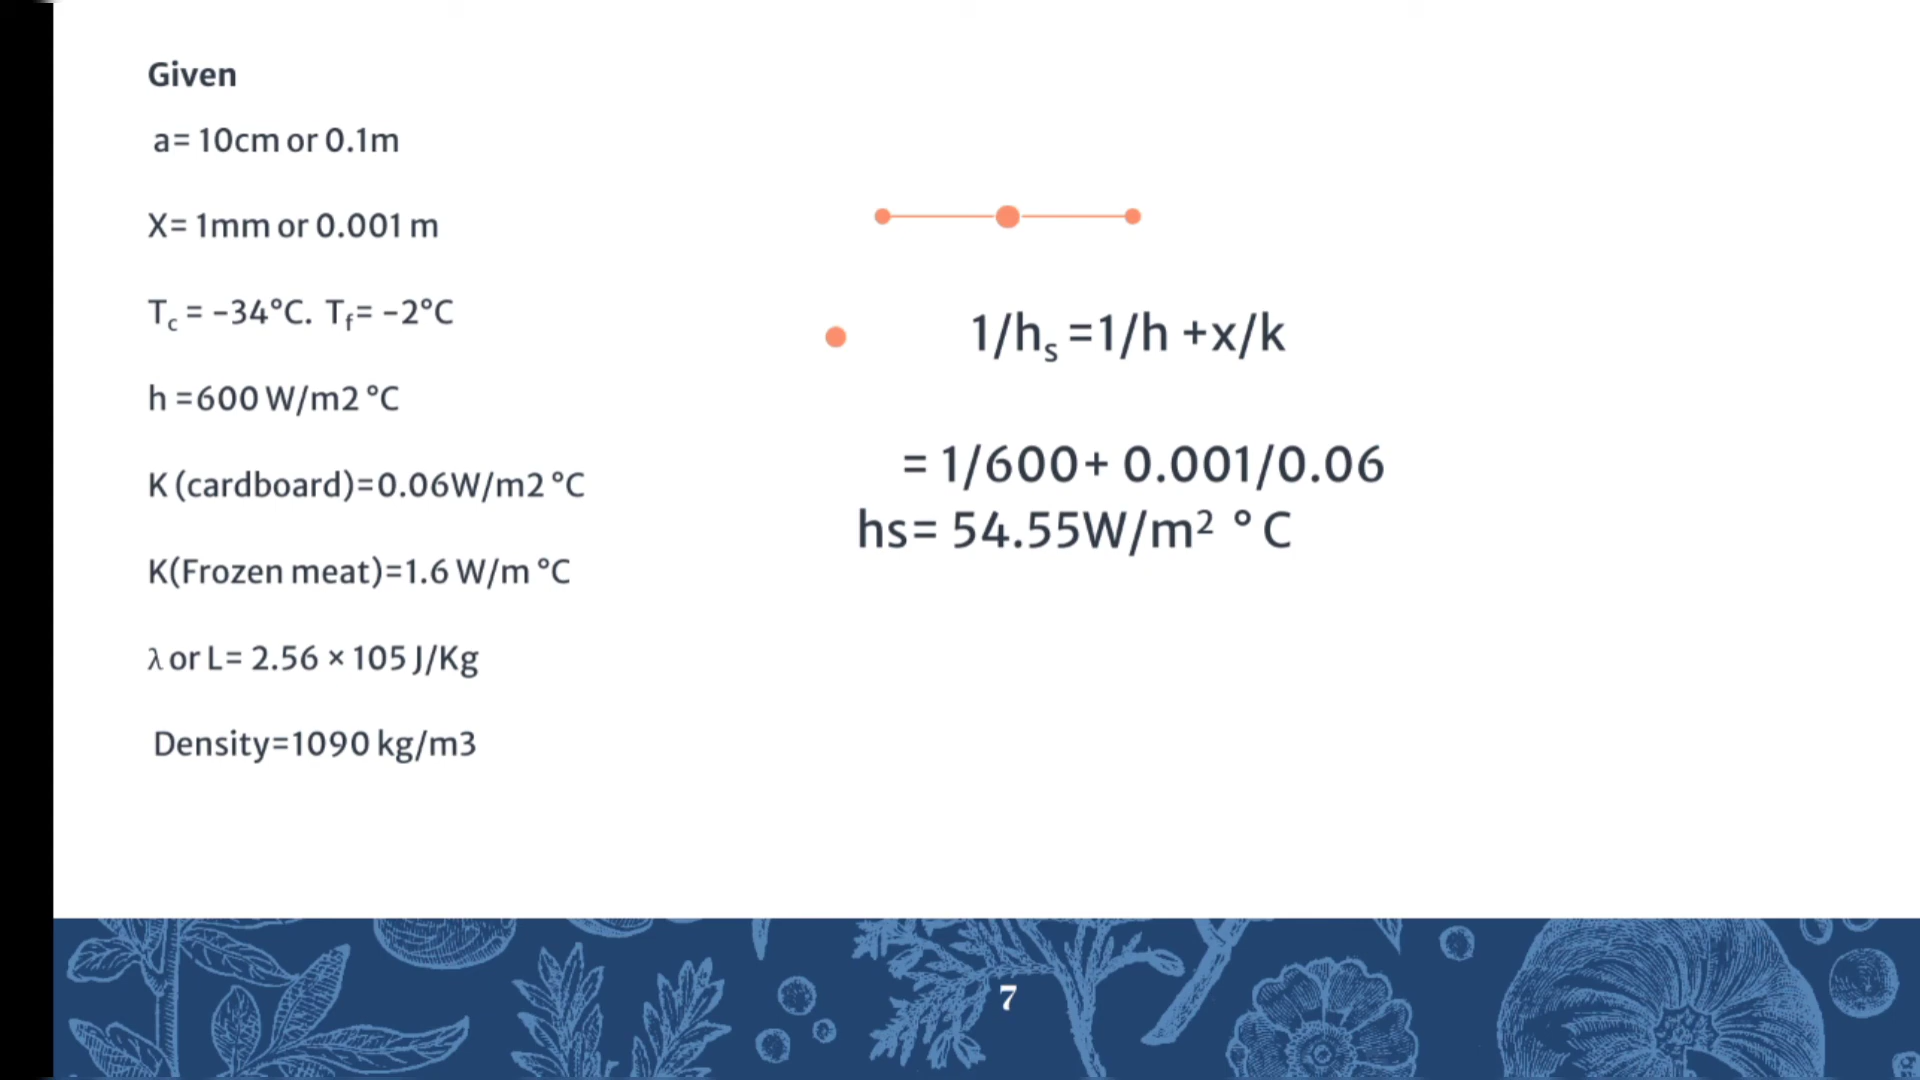 Given
a= 10cm or 0.1m
X= 1mm or 0.001 m
Tc = -34°C. Tf= -2°C
h =600 W/m2 °C
K (cardboard)=0.06W/m2 °C
K(Frozen meat)=1.6 W/m °C
λ or L= 2.56 × 105 J/Kg
Density=1090 kg/m3
1/hs =1/h +x/k
= 1/600+ 0.001/0.06
hs= 54.55W/m² ° C
7